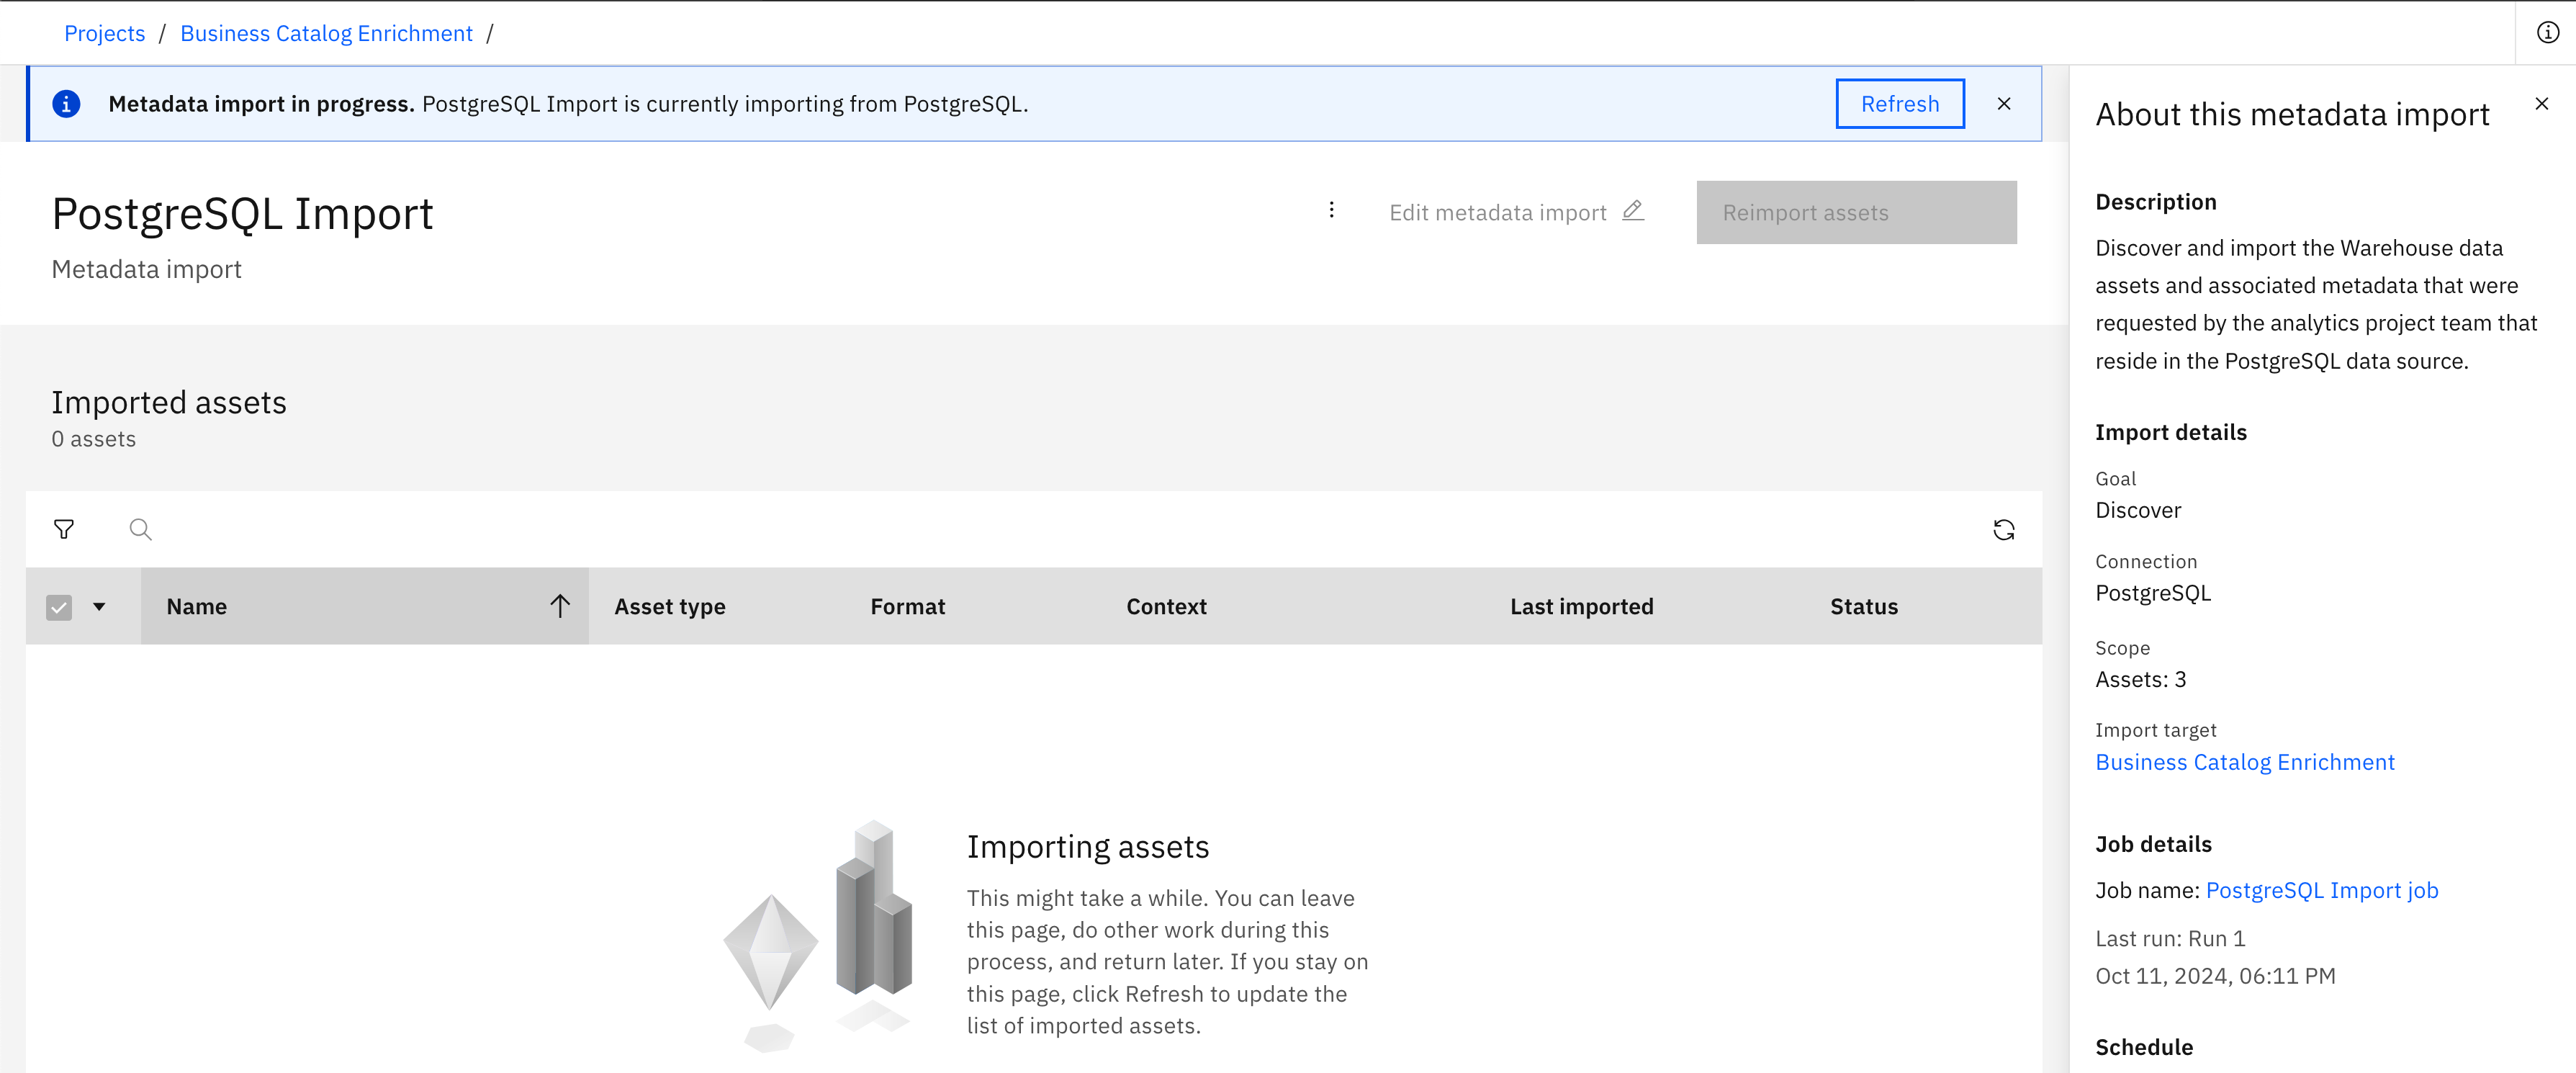 Projects / Business Catalog Enrichment /
Metadata import in progress. PostgreSQL Import is currently importing from PostgreSQL.
Refresh
PostgreSQL Import
Edit metadata import
Reimport assets
Metadata import
Imported assets
0 assets
Name
Asset type
Format
Context
Last imported
Status
Importing assets
This might take a while. You can leave
this page, do other work during this
process, and return later. If you stay on
this page, click Refresh to update the
list of imported assets.
About this metadata import
Description
Discover and import the Warehouse data
assets and associated metadata that were
requested by the analytics project team that
reside in the PostgreSQL data source.
Import details
Goal
Discover
Connection
PostgreSQL
Scope
Assets: 3
Import target
Business Catalog Enrichment
Job details
Job name: PostgreSQL Import job
Last run: Run 1
Oct 11, 2024, 06:11 PM
Schedule